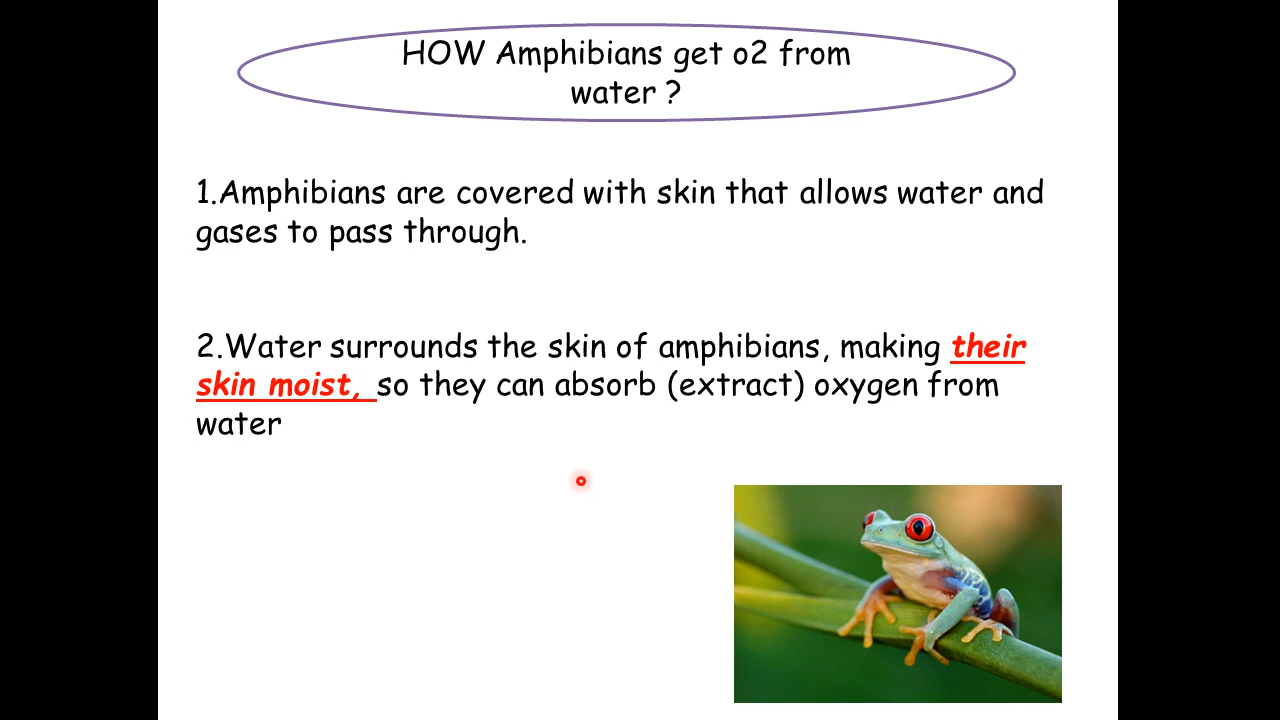 HOW Amphibians get o2 from
water ?
1.Amphibians are covered with skin that allows water and
gases to pass through.
2.Water surrounds the skin of amphibians, making their
skin moist, so they can absorb (extract) oxygen from
water